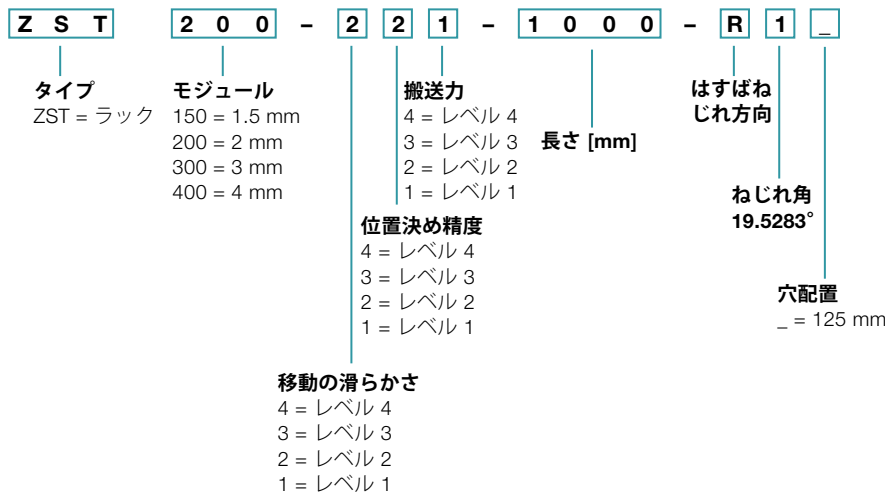 Z S T 2 0 0 – 2 2 1 – 1 0 0 0 – R 1 _
タイプ
ZST = ラック
モジュール
150 = 1.5 mm
200 = 2 mm
300 = 3 mm
400 = 4 mm
搬送力
4 = レベル 4
3 = レベル 3
2 = レベル 2
1 = レベル 1
長さ [mm]
はすばね
じれ方向
ねじれ角
19.5283°
位置決め精度
4 = レベル 4
3 = レベル 3
2 = レベル 2
1 = レベル 1
穴配置
_ = 125 mm
移動の滑らかさ
4 = レベル 4
3 = レベル 3
2 = レベル 2
1 = レベル 1